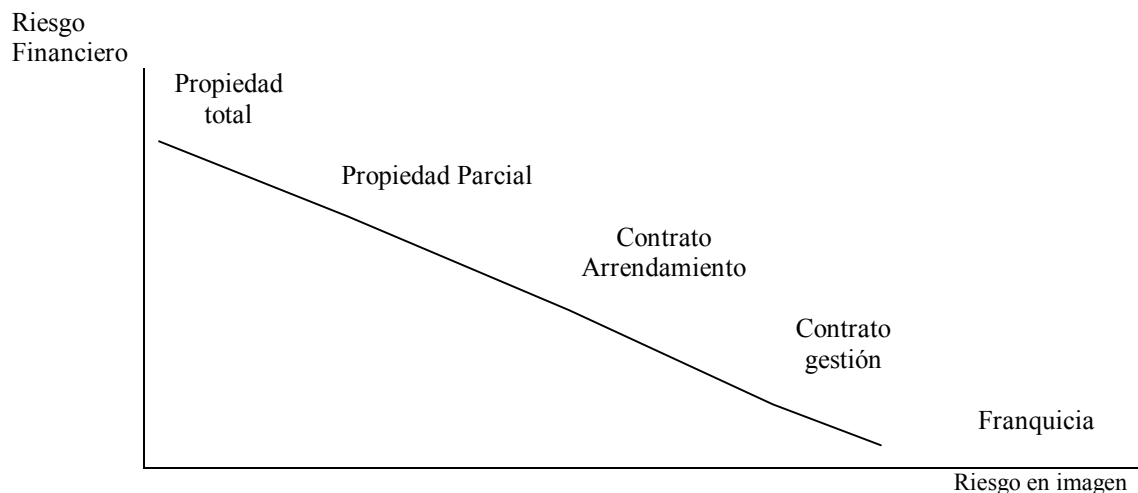 Riesgo
Financiero
Propiedad
total
Propiedad Parcial
Contrato
Arrendamiento
Contrato
gestión
Franquicia
Riesgo en imagen